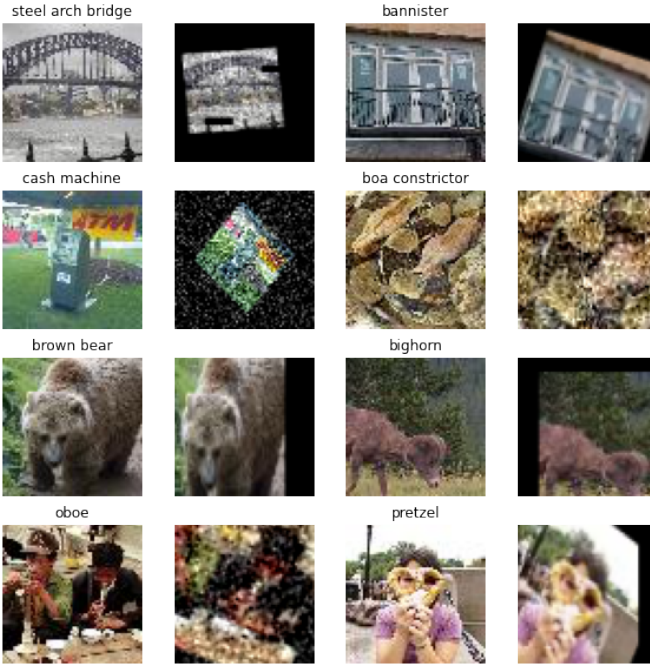 steel arch bridge
bannister
cash machine
boa constrictor
ATM
brown bear
bighorn
oboe
pretzel